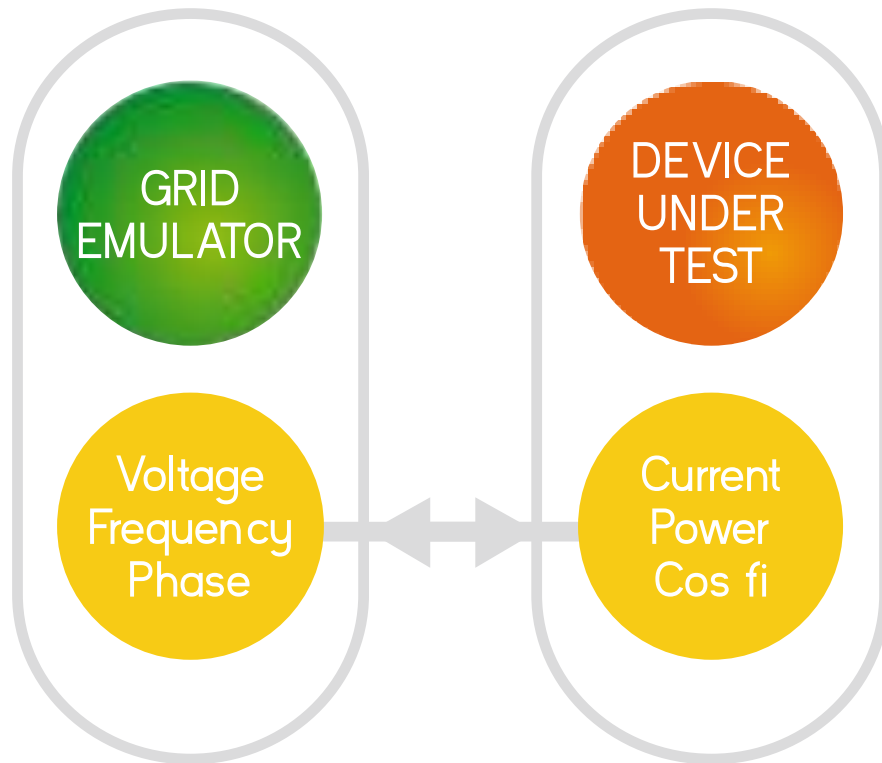 GRID
EMULATOR
DEVICE
UNDER
TEST
Voltage
Frequency
Phase
Current
Power
Cos fi